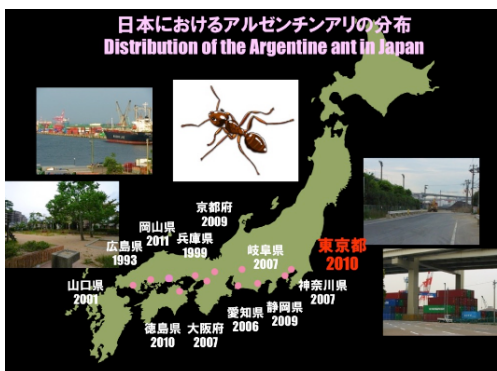 日本におけるアルゼンチンアリの分布
Distribution of the Argentine ant in Japan
京都府
2009
岡山県
2011
兵庫県
1999
広島県
1993
岐阜県
2007
東京都
2010
山口県
2001
神奈川県
2007
静岡県
2009
愛知県
2006
徳島県
2010
大阪府
2007